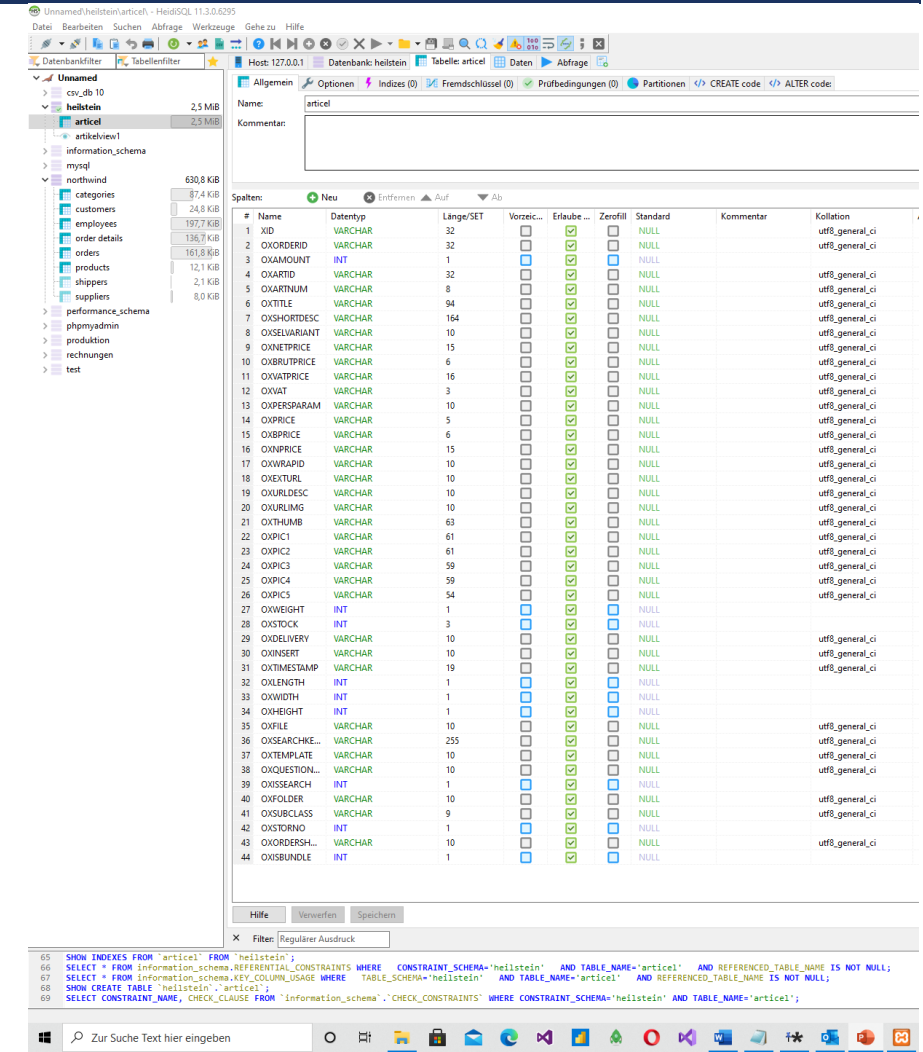 Unnamed\heilstein\articel\ - HeidiSQL 11.3.0.6295
Datei Bearbeiten Suchen Abfrage Werkzeuge Gehe zu Hilfe
Datenbankfilter Tabellenfilter Host: 127.0.0.1 Datenbank: heilstein Tabelle: articel Daten Abfrage
Unnamed
csv_db 10
heilstein 2,5 MiB
articel 2,5 MiB
artikelview1
information_schema
mysql
northwind 630,8 KiB
categories 87,4 KiB
customers 24,8 KiB
employees 197,7 KiB
order details 136,7 KiB
orders 161,8 KiB
products 12,1 KiB
shippers 2,1 KiB
suppliers 8,0 KiB
performance_schema
phpmyadmin
produktion
rechnungen
test
Allgemein Optionen Indizes (0) Fremdschlüssel (0) Prüfbedingungen (0) Partitionen CREATE code ALTER code
Name: articel
Kommentar:
Spalten: Neu Entfernen Auf Ab
# Name Datentyp Länge/SET Vorzeic... Erlaube ... Zerofill Standard Kommentar Kollation
1 XID VARCHAR 32 NULL utf8_general_ci
2 OXORDERID VARCHAR 32 NULL utf8_general_ci
3 OXAMOUNT INT 1 NULL
4 OXARTID VARCHAR 32 NULL utf8_general_ci
5 OXARTNUM VARCHAR 8 NULL utf8_general_ci
6 OXTITLE VARCHAR 94 NULL utf8_general_ci
7 OXSHORTDESC VARCHAR 164 NULL utf8_general_ci
8 OXSELVARIANT VARCHAR 10 NULL utf8_general_ci
9 OXNETPRICE VARCHAR 15 NULL utf8_general_ci
10 OXBRUTPRICE VARCHAR 6 NULL utf8_general_ci
11 OXVATPRICE VARCHAR 16 NULL utf8_general_ci
12 OXVAT VARCHAR 3 NULL utf8_general_ci
13 OXPERSPARAM VARCHAR 10 NULL utf8_general_ci
14 OXPRICE VARCHAR 5 NULL utf8_general_ci
15 OXBPRICE VARCHAR 6 NULL utf8_general_ci
16 OXNPRICE VARCHAR 15 NULL utf8_general_ci
17 OXWRAPID VARCHAR 10 NULL utf8_general_ci
18 OXEXTURL VARCHAR 10 NULL utf8_general_ci
19 OXURLDESC VARCHAR 10 NULL utf8_general_ci
20 OXURLIMG VARCHAR 10 NULL utf8_general_ci
21 OXTHUMB VARCHAR 63 NULL utf8_general_ci
22 OXPIC1 VARCHAR 61 NULL utf8_general_ci
23 OXPIC2 VARCHAR 61 NULL utf8_general_ci
24 OXPIC3 VARCHAR 59 NULL utf8_general_ci
25 OXPIC4 VARCHAR 59 NULL utf8_general_ci
26 OXPIC5 VARCHAR 54 NULL utf8_general_ci
27 OXWEIGHT INT 1 NULL
28 OXSTOCK INT 3 NULL
29 OXDELIVERY VARCHAR 10 NULL utf8_general_ci
30 OXINSERT VARCHAR 10 NULL utf8_general_ci
31 OXTIMESTAMP VARCHAR 19 NULL utf8_general_ci
32 OXLENGTH INT 1 NULL
33 OXWIDTH INT 1 NULL
34 OXHEIGHT INT 1 NULL
35 OXFILE VARCHAR 10 NULL utf8_general_ci
36 OXSEARCHKE... VARCHAR 255 NULL utf8_general_ci
37 OXTEMPLATE VARCHAR 10 NULL utf8_general_ci
38 OXQUESTION... VARCHAR 10 NULL utf8_general_ci
39 OXISSEARCH INT 1 NULL
40 OXFOLDER VARCHAR 10 NULL utf8_general_ci
41 OXSUBCLASS VARCHAR 9 NULL utf8_general_ci
42 OXSTORNO INT 1 NULL
43 OXORDERSH... VARCHAR 10 NULL utf8_general_ci
44 OXISBUNDLE INT 1 NULL
Hilfe Verwerfen Speichern
Filter: Regulärer Ausdruck
65 SHOW INDEXES FROM `articel` FROM `heilstein`;
66 SELECT * FROM information_schema.REFERENTIAL_CONSTRAINTS WHERE CONSTRAINT_SCHEMA='heilstein' AND TABLE_NAME='articel' AND REFERENCED_TABLE_NAME IS NOT NULL;
67 SELECT * FROM information_schema.KEY_COLUMN_USAGE WHERE TABLE_SCHEMA='heilstein' AND TABLE_NAME='articel' AND REFERENCED_TABLE_NAME IS NOT NULL;
68 SHOW CREATE TABLE `heilstein`.`articel`;
69 SELECT CONSTRAINT_NAME, CHECK_CLAUSE FROM `information_schema`.`CHECK_CONSTRAINTS` WHERE CONSTRAINT_SCHEMA='heilstein' AND TABLE_NAME='articel';
Zur Suche Text hier eingeben